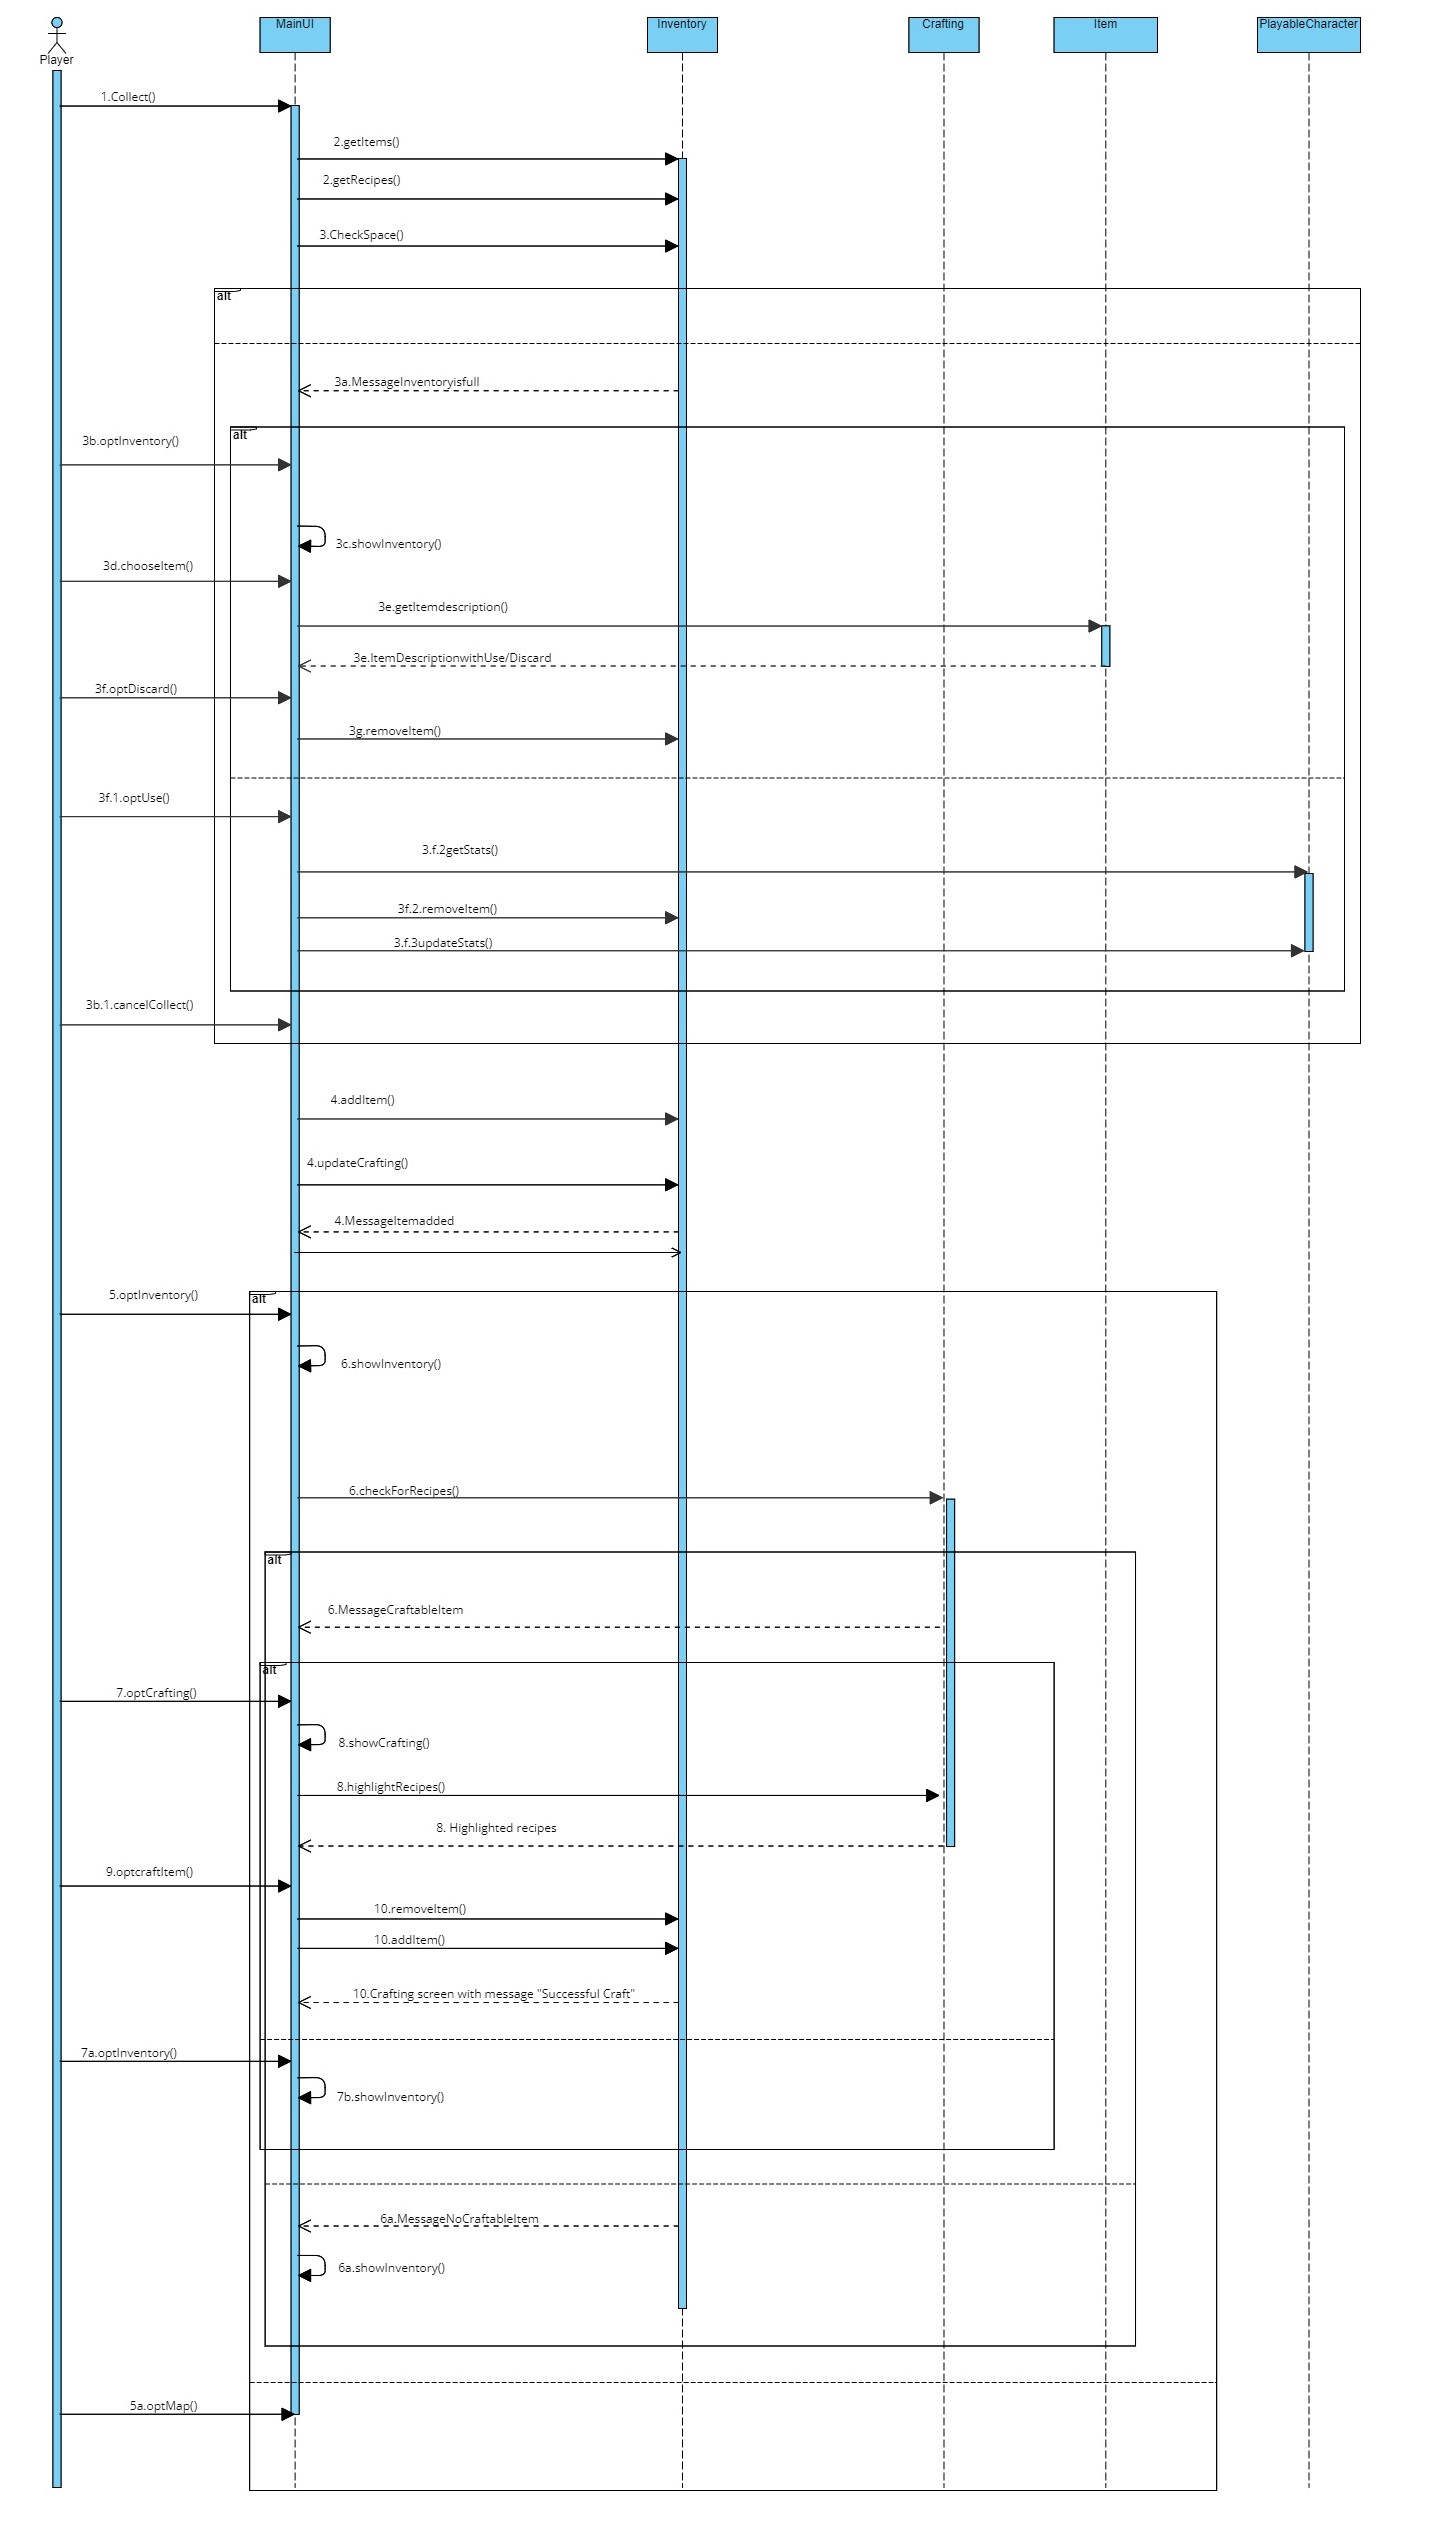 Player
MainUI
Inventory
Crafting
Item
PlayableCharacter
1.Collect()
2.getItems()
2.getRecipes()
3.CheckSpace()
alt
3a.MessageInventoryisfull
alt
3b.optInventory()
3c.showInventory()
3d.chooseItem()
3e.getItemdescription()
3e.ItemDescriptionwithUse/Discard
3f.optDiscard()
3g.removeItem()
3f.1.optUse()
3.f.2getStats()
3f.2.removeItem()
3.f.3updateStats()
3b.1.cancelCollect()
4.addItem()
4.updateCrafting()
4.MessageItemadded
5.optInventory()
alt
6.showInventory()
6.checkForRecipes()
alt
6.MessageCraftableItem
alt
7.optCrafting()
8.showCrafting()
8.highlightRecipes()
8. Highlighted recipes
9.optcraftItem()
10.removeItem()
10.addItem()
10.Crafting screen with message "Successful Craft"
7a.optInventory()
7b.showInventory()
6a.MessageNoCraftableItem
6a.showInventory()
5a.optMap()